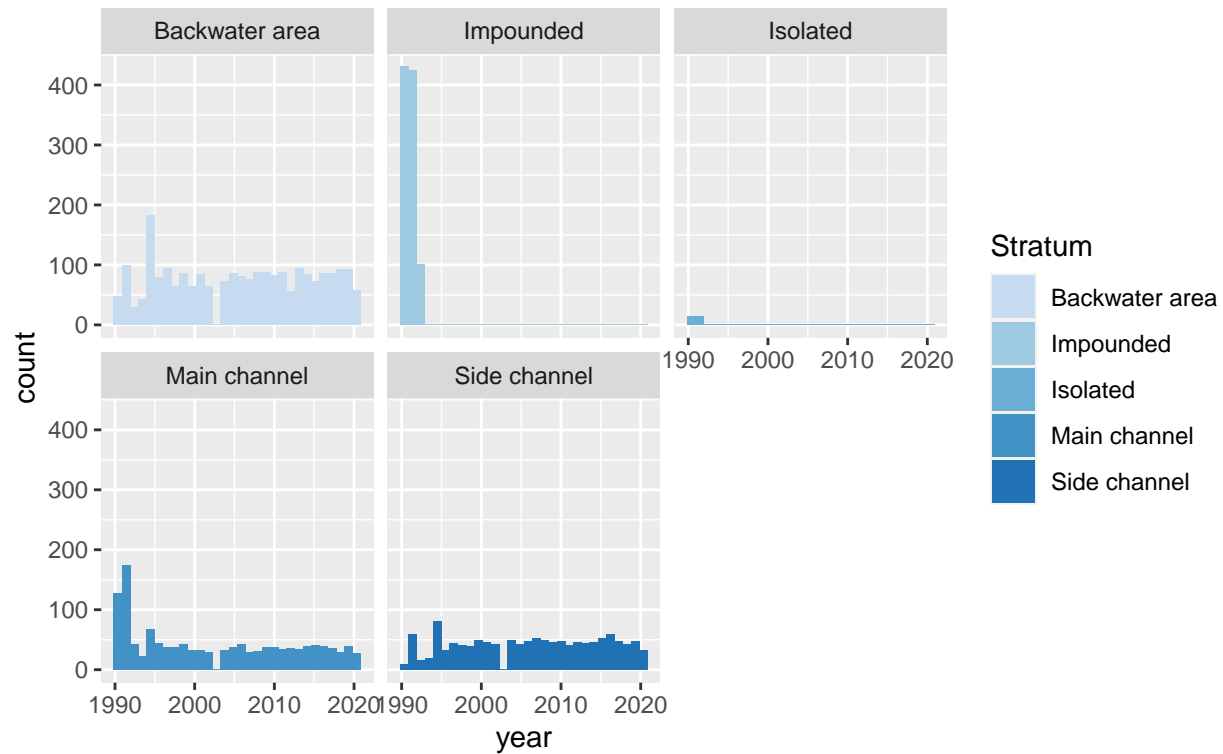 Backwater area
Impounded
Isolated
400
300
200
100
0
1990
2000
2010
2020
Main channel
Side channel
400
300
200
100
0
1990
2000
2010
2020
1990
2000
2010
2020
count
year
Stratum
Backwater area
Impounded
Isolated
Main channel
Side channel